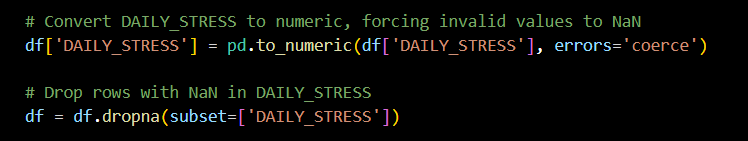 # Convert DAILY_STRESS to numeric, forcing invalid values to NaN
df['DAILY_STRESS'] = pd.to_numeric(df['DAILY_STRESS'], errors='coerce')
# Drop rows with NaN in DAILY_STRESS
df = df.dropna(subset=['DAILY_STRESS'])